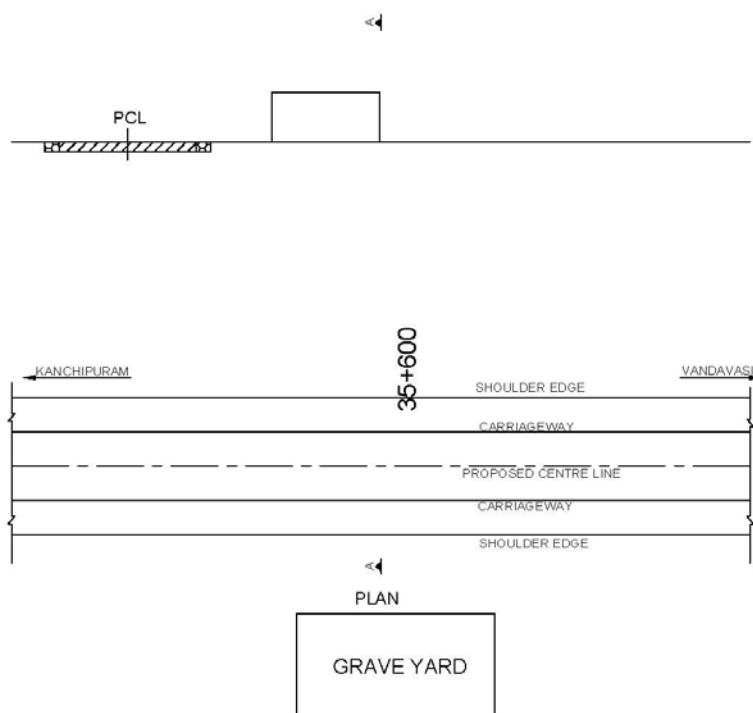 A
PCL
35+600
KANCHIPURAM
VANDAVASI
SHOULDER EDGE
CARRIAGEWAY
PROPOSED CENTRE LINE
CARRIAGEWAY
SHOULDER EDGE
A
PLAN
GRAVE YARD